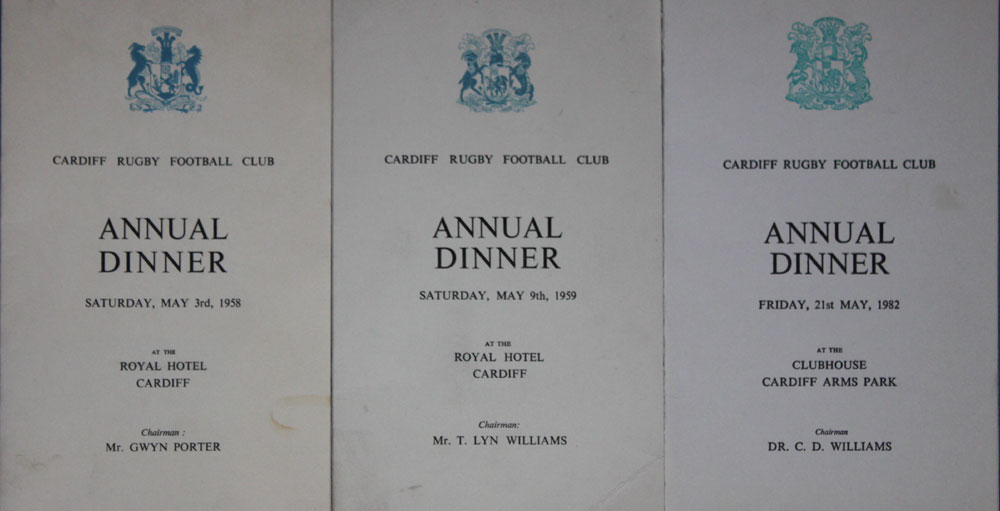 CARDIFF RUGBY FOOTBALL CLUB
ANNUAL
DINNER
SATURDAY, MAY 3rd, 1958
AT THE
ROYAL HOTEL
CARDIFF
Chairman :
Mr. GWYN PORTER
CARDIFF RUGBY FOOTBALL CLUB
ANNUAL
DINNER
SATURDAY, MAY 9th, 1959
AT THE
ROYAL HOTEL
CARDIFF
Chairman:
Mr. T. LYN WILLIAMS
CARDIFF RUGBY FOOTBALL CLUB
ANNUAL
DINNER
FRIDAY, 21st MAY, 1982
AT THE
CLUBHOUSE
CARDIFF ARMS PARK
Chairman
DR. C. D. WILLIAMS